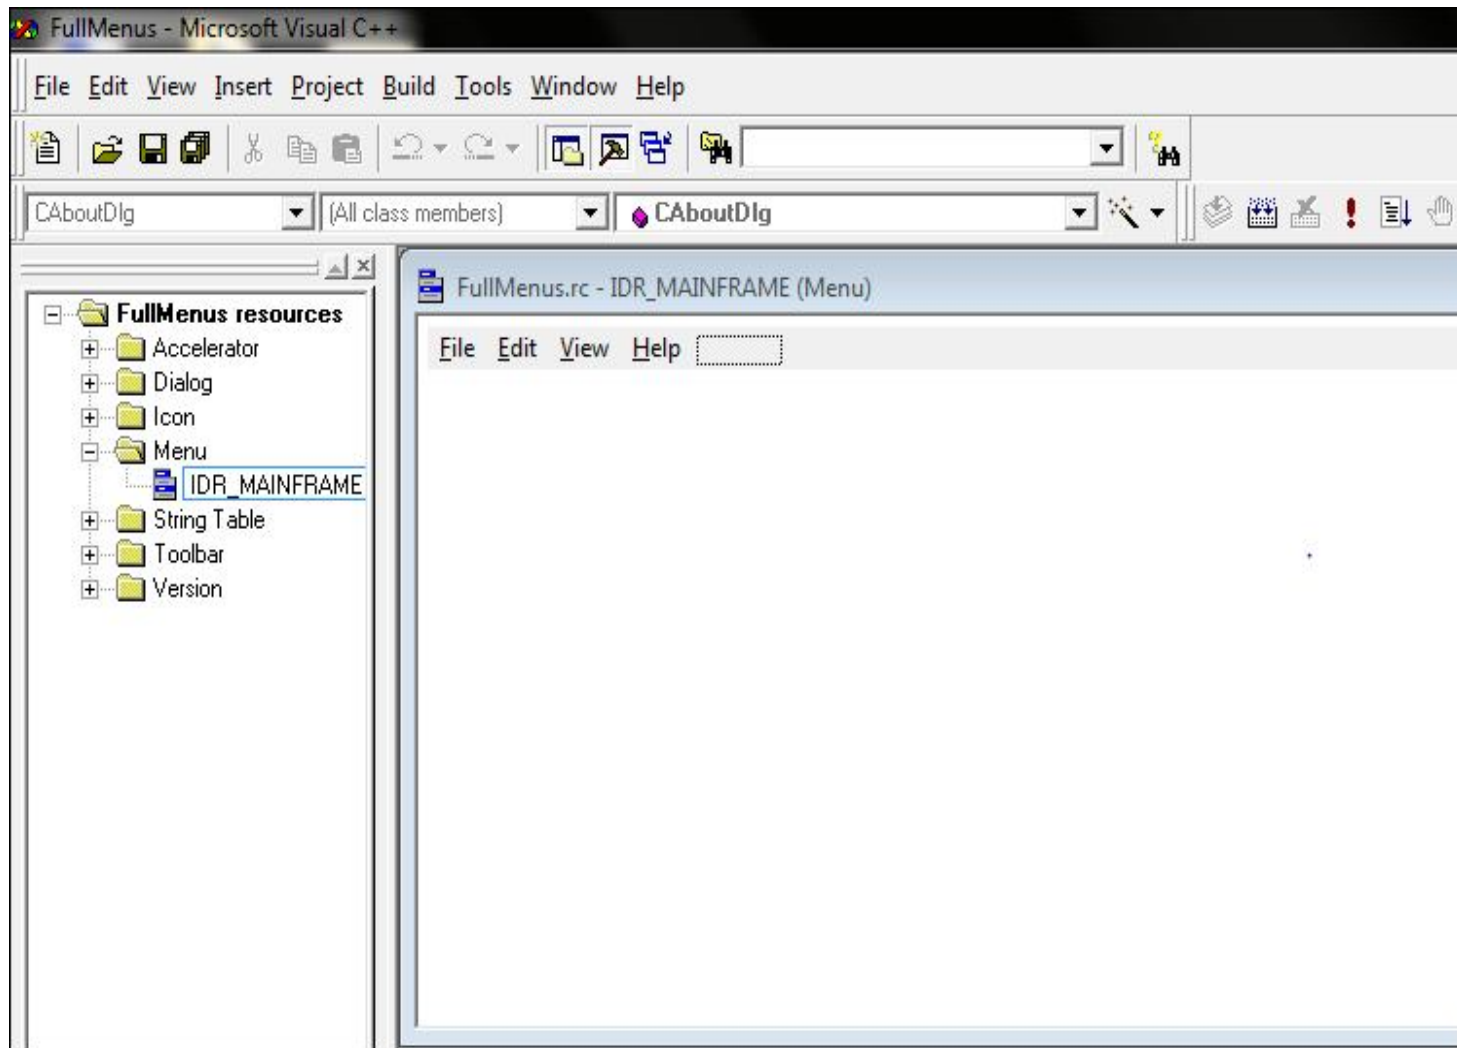 FullMenus - Microsoft Visual C++
File Edit View Insert Project Build Tools Window Help
CAboutDlg (All class members) CAboutDlg
FullMenus resources
Accelerator
Dialog
Icon
Menu
IDR_MAINFRAME
String Table
Toolbar
Version
FullMenus.rc - IDR_MAINFRAME (Menu)
File Edit View Help